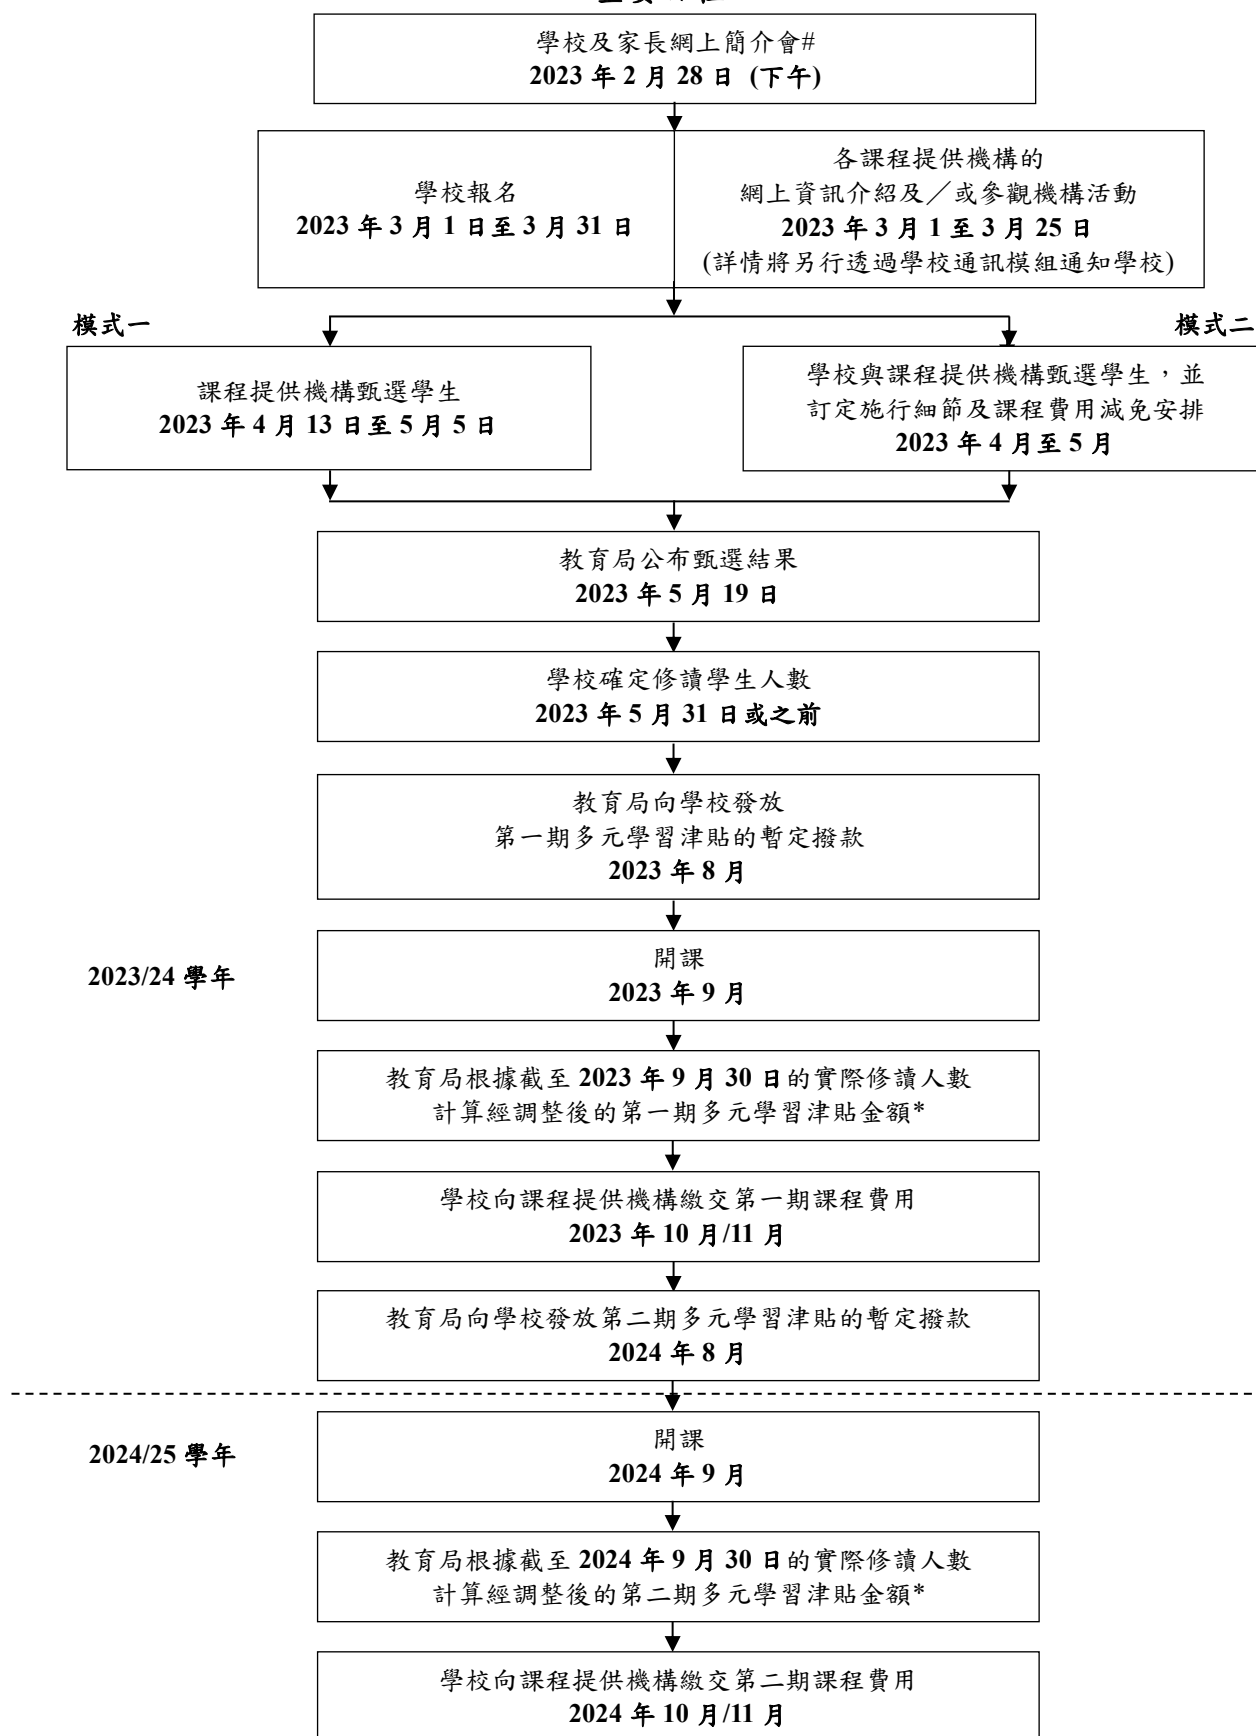 學校及家長網上簡介會#
2023 年 2 月 28 日 (下午)
學校報名
2023 年 3 月 1 日至 3 月 31 日
各課程提供機構的
網上資訊介紹及／或參觀機構活動
2023 年 3 月 1 至 3 月 25 日
(詳情將另行透過學校通訊模組通知學校)
模式一
模式二
課程提供機構甄選學生
2023 年 4 月 13 日至 5 月 5 日
學校與課程提供機構甄選學生，並
訂定施行細節及課程費用減免安排
2023 年 4 月至 5 月
教育局公布甄選結果
2023 年 5 月 19 日
學校確定修讀學生人數
2023 年 5 月 31 日或之前
教育局向學校發放
第一期多元學習津貼的暫定撥款
2023 年 8 月
2023/24 學年
開課
2023 年 9 月
教育局根據截至 2023 年 9 月 30 日的實際修讀人數
計算經調整後的第一期多元學習津貼金額*
學校向課程提供機構繳交第一期課程費用
2023 年 10 月/11 月
教育局向學校發放第二期多元學習津貼的暫定撥款
2024 年 8 月
2024/25 學年
開課
2024 年 9 月
教育局根據截至 2024 年 9 月 30 日的實際修讀人數
計算經調整後的第二期多元學習津貼金額*
學校向課程提供機構繳交第二期課程費用
2024 年 10 月/11 月